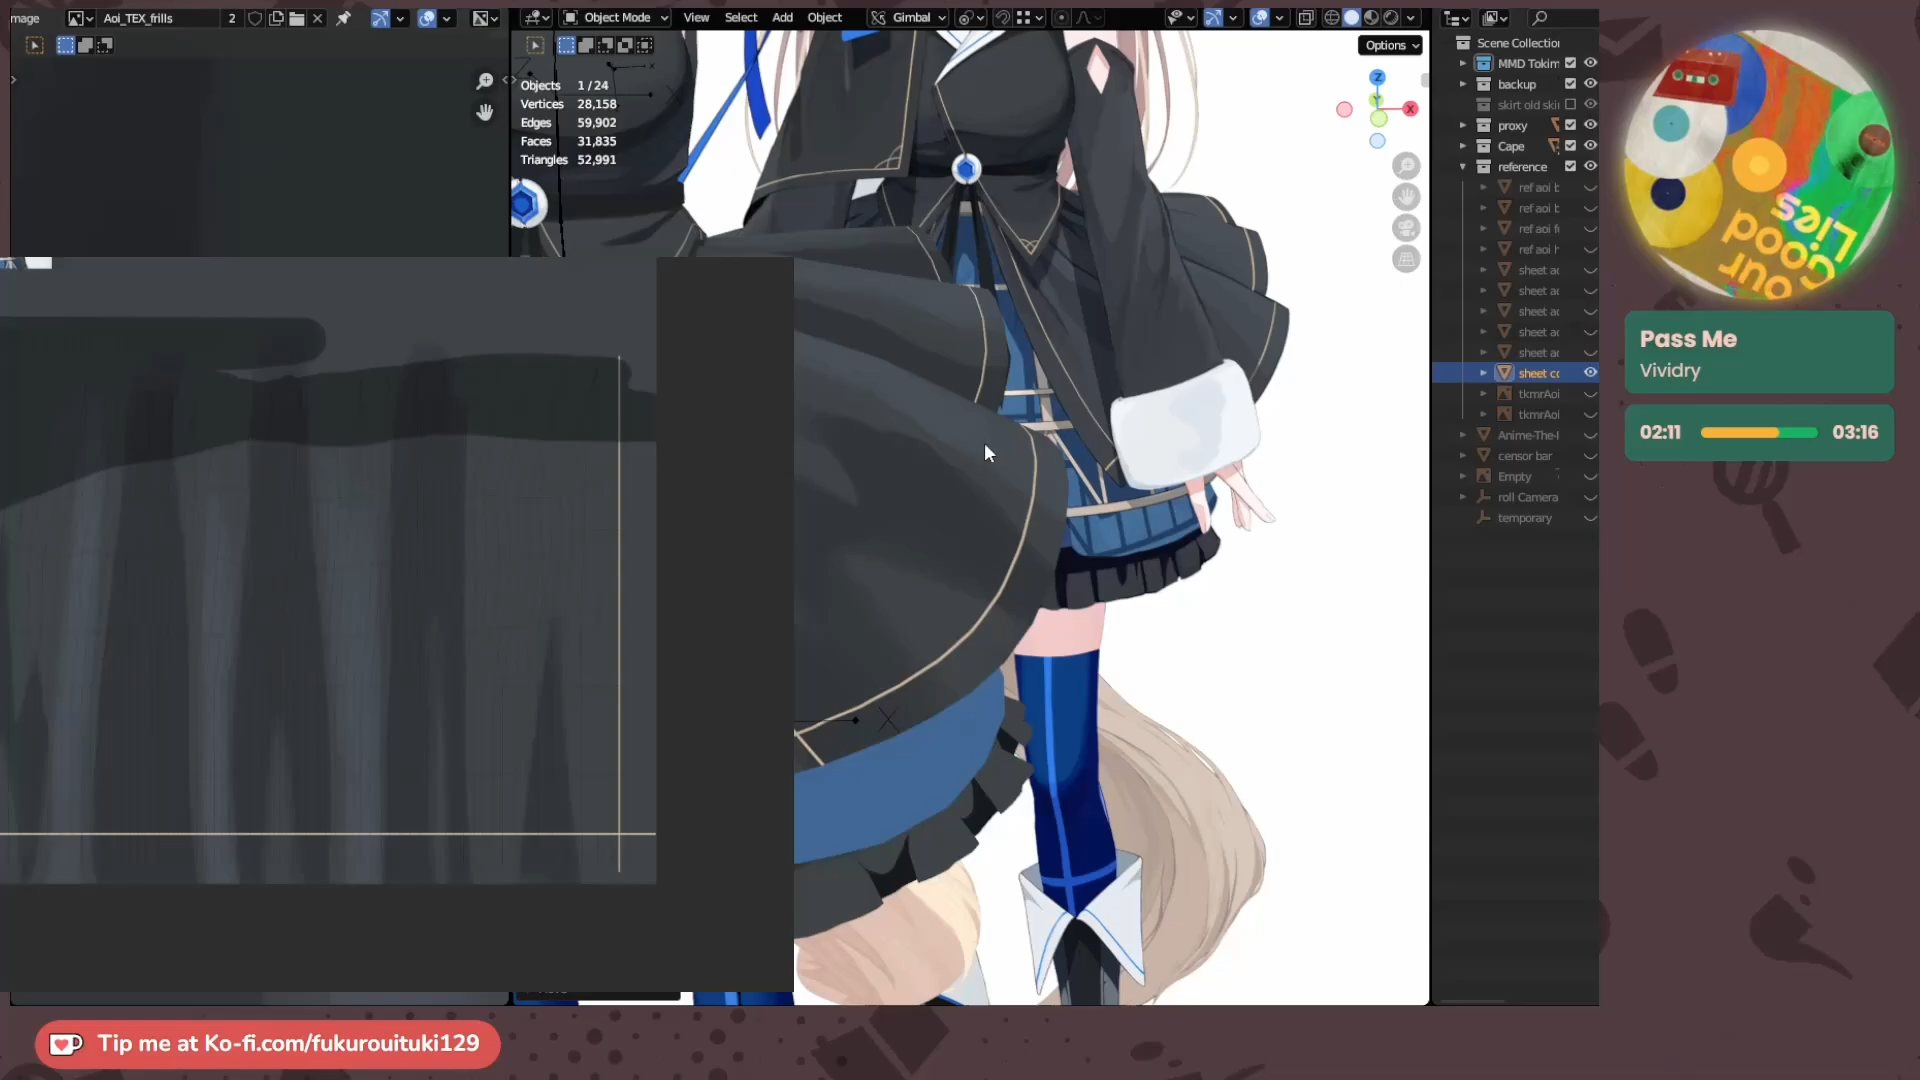 mage
Aoi_TEX_frills
2
Object Mode
View
Select
Add
Object
Gimbal
Options
Objects 1 / 24
Vertices 28,158
Edges 59,902
Faces 31,835
Triangles 52,991
Z
Y
X
Scene Collection
MMD Tokim
backup
skirt old ski
proxy
Cape
reference
ref aoi b
ref aoi b
ref aoi f
ref aoi h
sheet ac
sheet ac
sheet ac
sheet ac
sheet ac
sheet cc
tkmrAoi
tkmrAoi
Anime-The-I
censor bar
Empty
roll Camera
temporary
Our
Good
Lies
Pass Me
Vividry
02:11
03:16
Tip me at Ko-fi.com/fukurouituki129